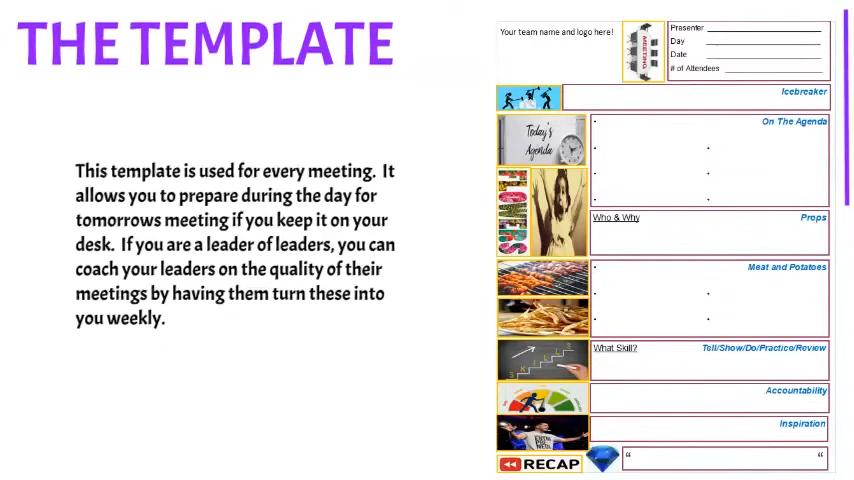 THE TEMPLATE
This template is used for every meeting. It
allows you to prepare during the day for
tomorrows meeting if you keep it on your
desk. If you are a leader of leaders, you can
coach your leaders on the quality of their
meetings by having them turn these into
you weekly.
Your team name and logo here!
MEETING
Presenter
Day
Date
# of Attendees
Icebreaker
Today's
Agenda
On The Agenda
Who & Why
Props
Meat and Potatoes
SKILLS
What Skill?
Tell/Show/Do/Practice/Review
Accountability
Inspiration
RECAP
“ “